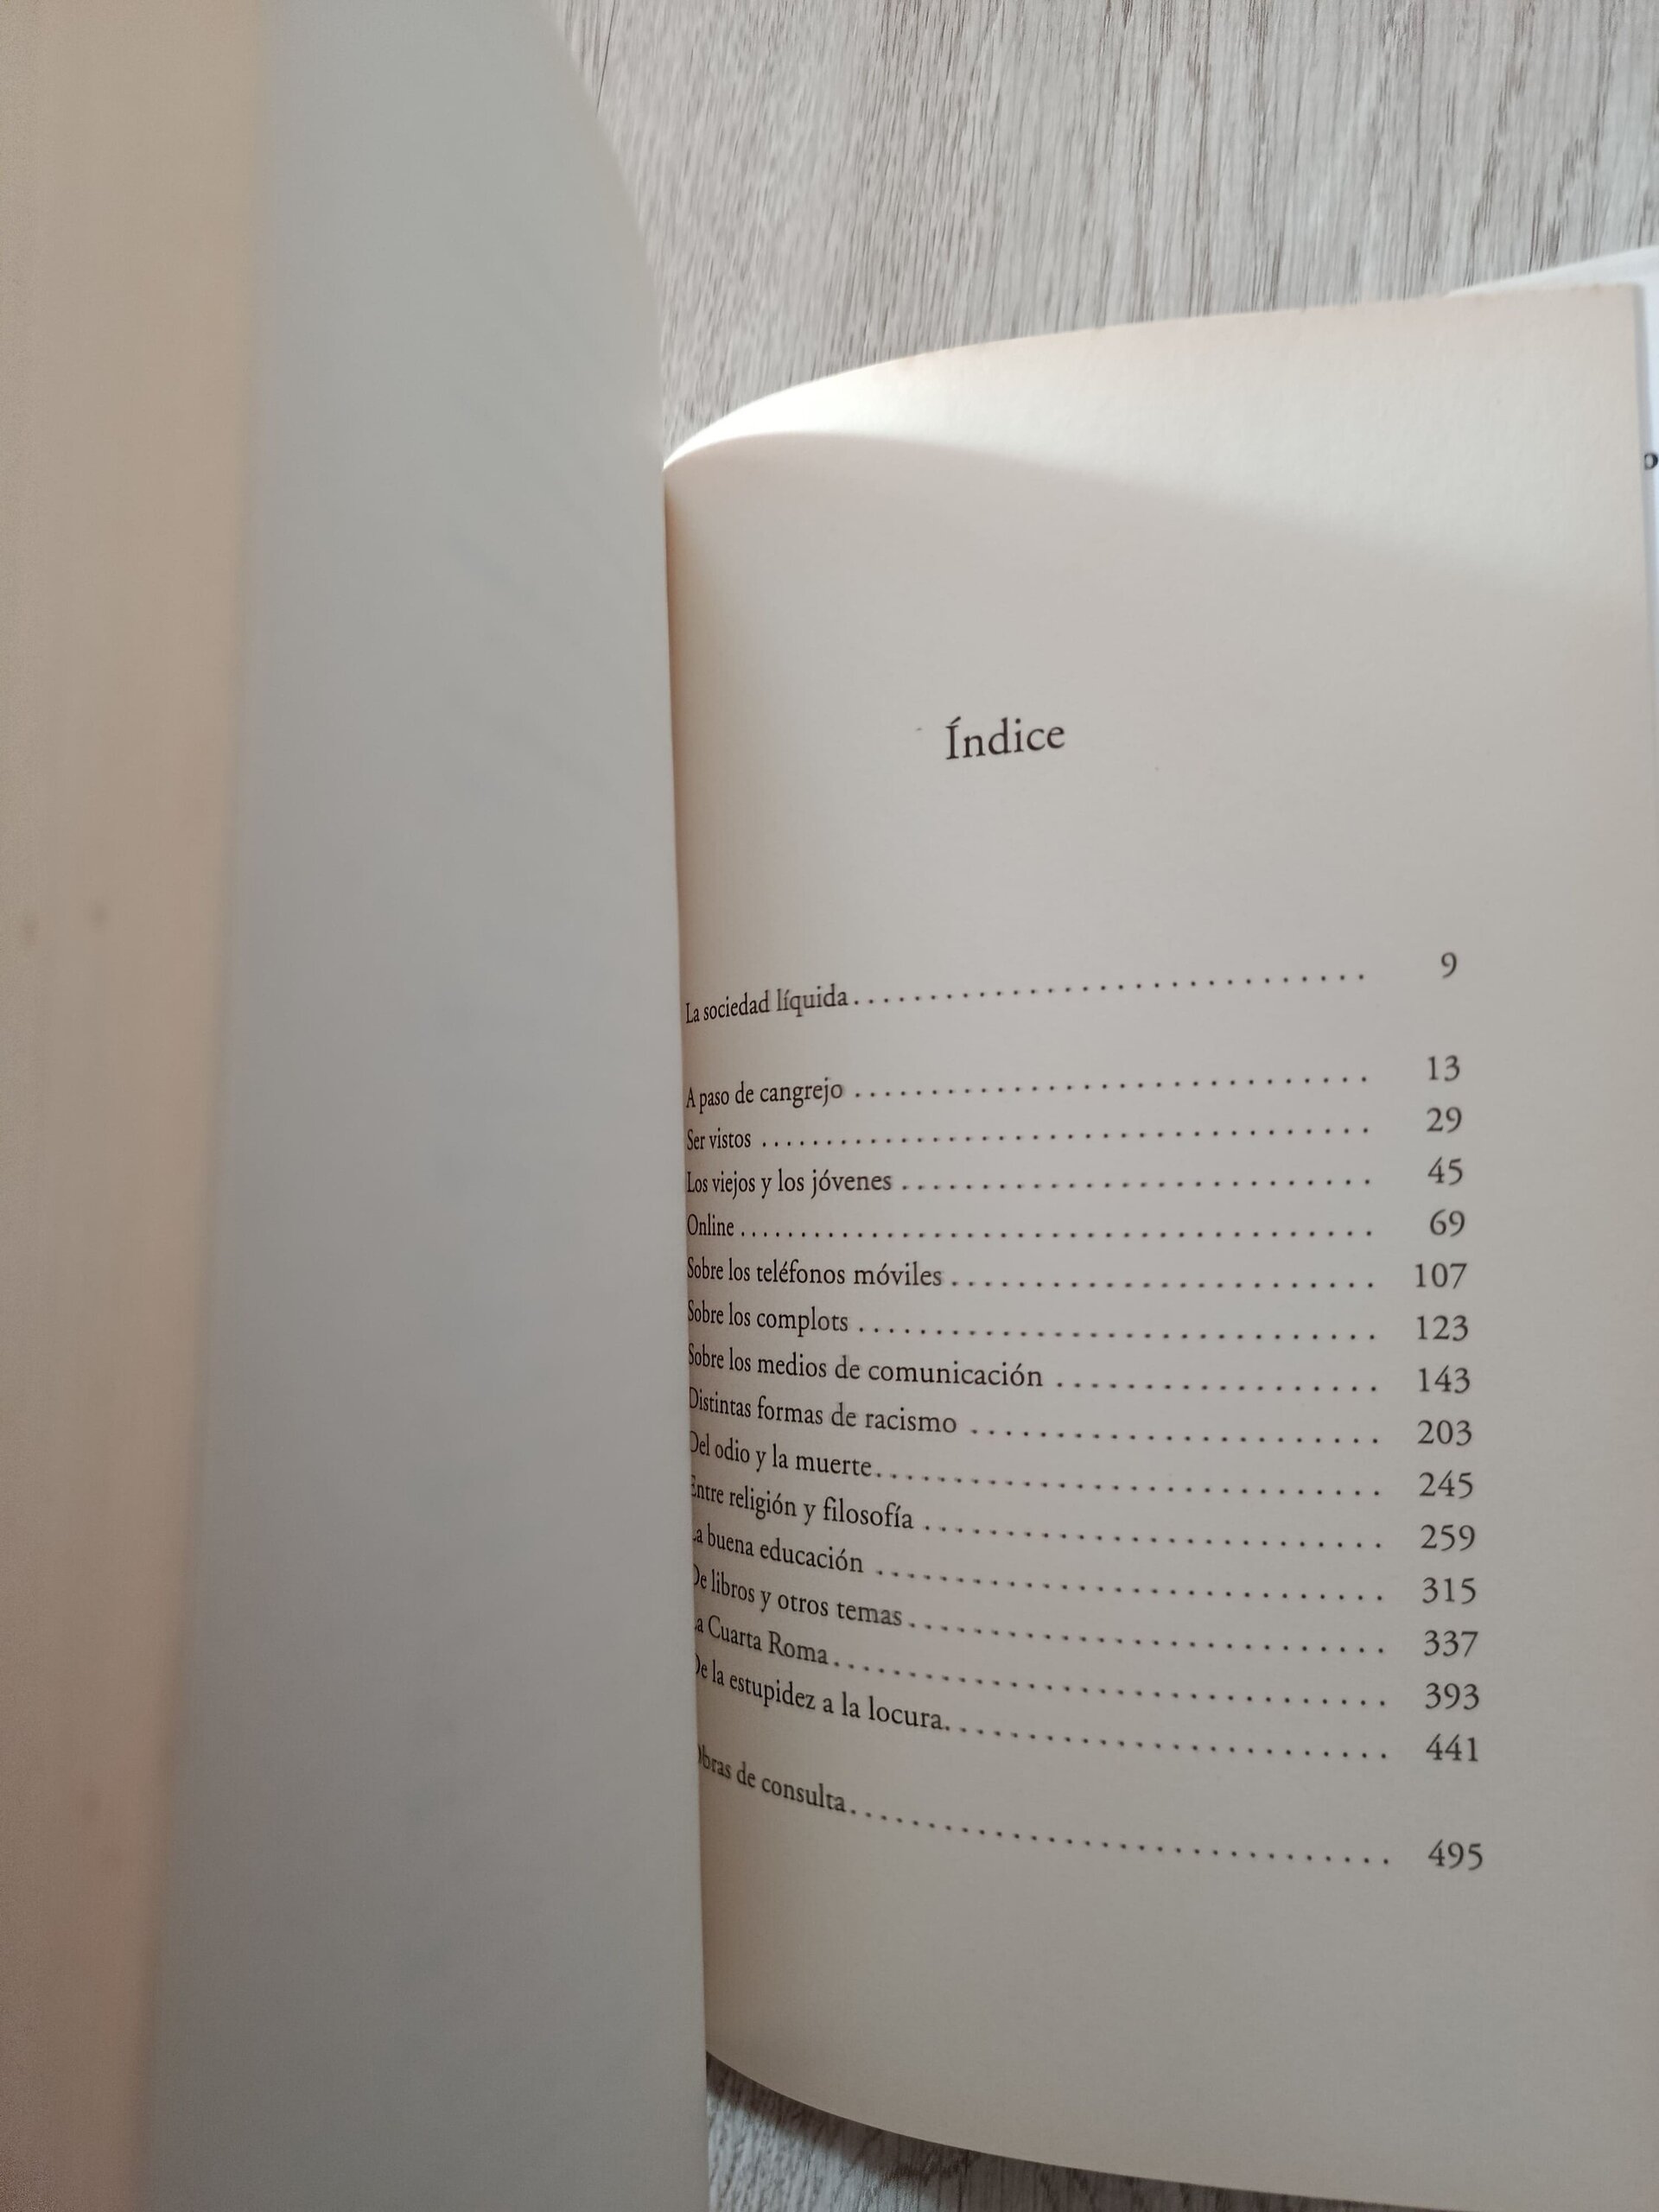 Índice
La sociedad líquida.............................. 9
A paso de cangrejo .............................. 13
Ser vistos .............................. 29
Los viejos y los jóvenes .............................. 45
Online .............................. 69
Sobre los teléfonos móviles .............................. 107
Sobre los complots .............................. 123
Sobre los medios de comunicación .............................. 143
Distintas formas de racismo .............................. 203
Del odio y la muerte.............................. 245
Entre religión y filosofía .............................. 259
La buena educación .............................. 315
De libros y otros temas .............................. 337
La Cuarta Roma .............................. 393
De la estupidez a la locura.............................. 441
Obras de consulta.............................. 495